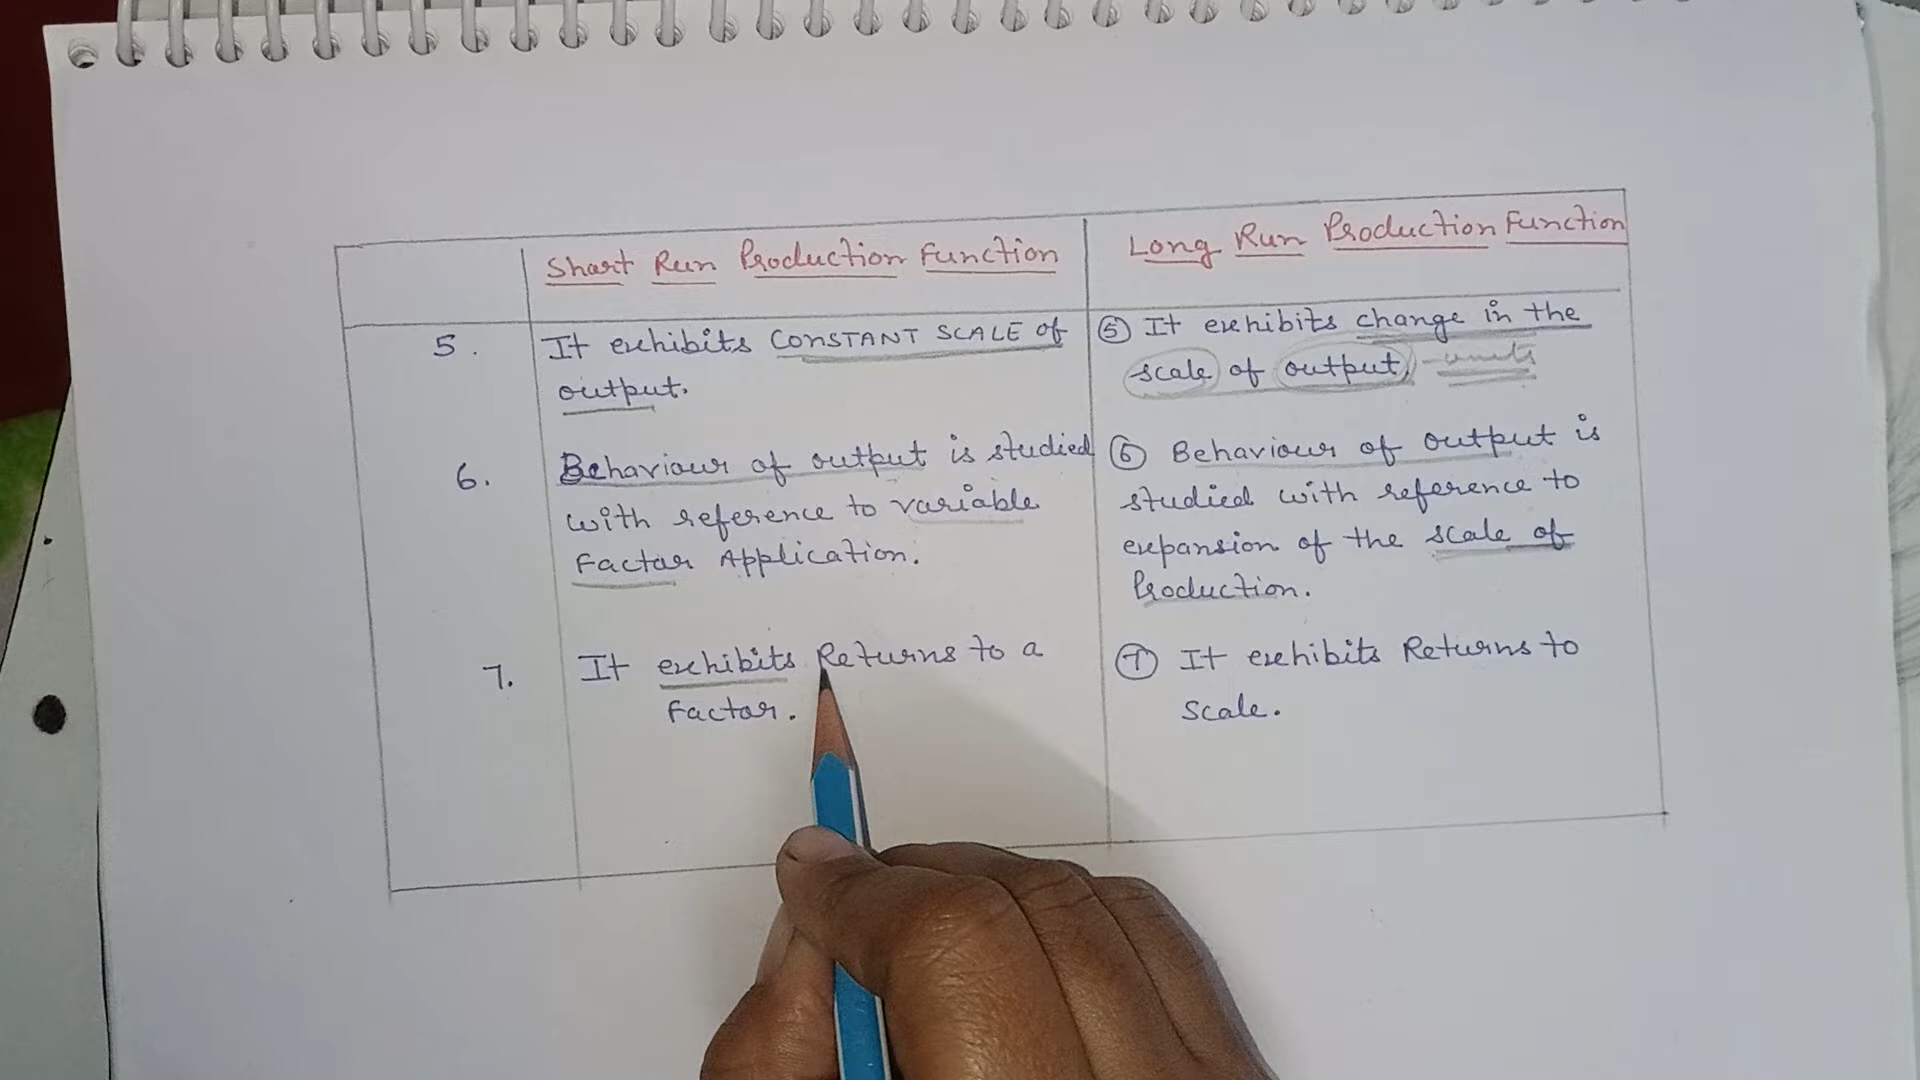 Short Run Production Function
Long Run Production Function
5.
It exhibits CONSTANT SCALE of
output.
⑤ It exhibits change in the
scale of output. - units
6.
Behaviour of output is studied
with reference to variable
Factor Application.
⑥ Behaviour of output is
studied with reference to
expansion of the scale of
Production.
7.
It exhibits Returns to a
Factor.
⑦ It exhibits Returns to
Scale.